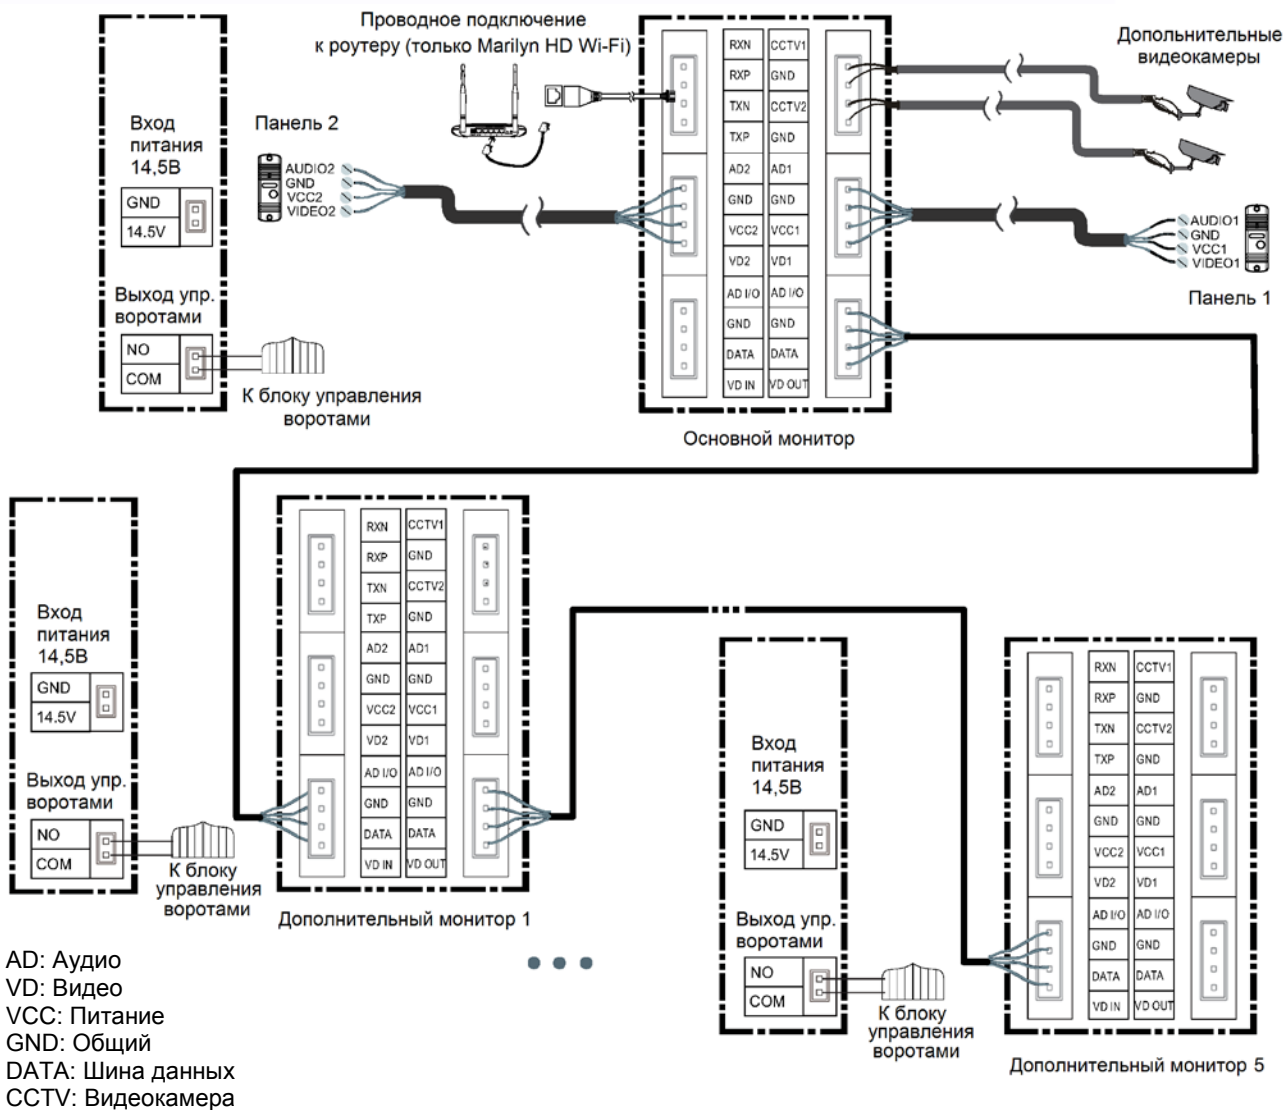 Проводное подключение
к роутеру (только Marilyn HD Wi-Fi)
Дополнительные
видеокамеры
Вход
питания
14,5В
GND
14.5V
Выход упр.
воротами
NO
COM
К блоку управления
воротами
Панель 2
AUDIO2
GND
VCC2
VIDEO2
RXN CCTV1
RXP GND
TXN CCTV2
TXP GND
AD2 AD1
GND GND
VCC2 VCC1
VD2 VD1
AD I/O AD I/O
GND GND
DATA DATA
VD IN VD OUT
Основной монитор
AUDIO1
GND
VCC1
VIDEO1
Панель 1
Вход
питания
14,5В
GND
14.5V
Выход упр.
воротами
NO
COM
К блоку
управления
воротами
RXN CCTV1
RXP GND
TXN CCTV2
TXP GND
AD2 AD1
GND GND
VCC2 VCC1
VD2 VD1
AD I/O AD I/O
GND GND
DATA DATA
VD IN VD OUT
Дополнительный монитор 1
Вход
питания
14,5В
GND
14.5V
Выход упр.
воротами
NO
COM
К блоку
управления
воротами
RXN CCTV1
RXP GND
TXN CCTV2
TXP GND
AD2 AD1
GND GND
VCC2 VCC1
VD2 VD1
AD I/O AD I/O
GND GND
DATA DATA
VD IN VD OUT
Дополнительный монитор 5
AD: Аудио
VD: Видео
VCC: Питание
GND: Общий
DATA: Шина данных
CCTV: Видеокамера